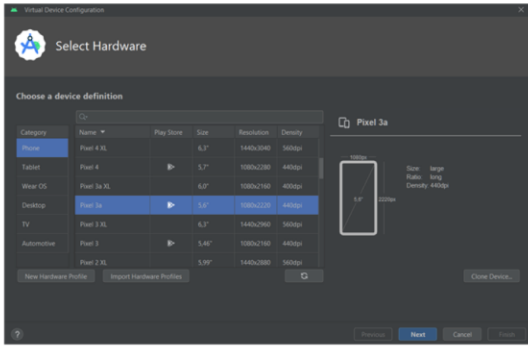 Virtual Device Configuration
Select Hardware
Choose a device definition
Category Name Play Store Size Resolution Density
Phone Pixel 4 XL 6,3" 1440x3040 560dpi
Tablet Pixel 4 5,7" 1080x2280 440dpi
Wear OS Pixel 3a XL 6,0" 1080x2160 400dpi
Desktop Pixel 3a 5,6" 1080x2220 440dpi
TV Pixel 3 XL 6,3" 1440x2960 560dpi
Automotive Pixel 3 5,46" 1080x2160 440dpi
Pixel 2 XL 5,99" 1440x2880 560dpi
New Hardware Profile Import Hardware Profiles
Pixel 3a
1080px
5,6" 2220px
Size: large
Ratio: long
Density: 440dpi
Clone Device...
? Previous Next Cancel Finish